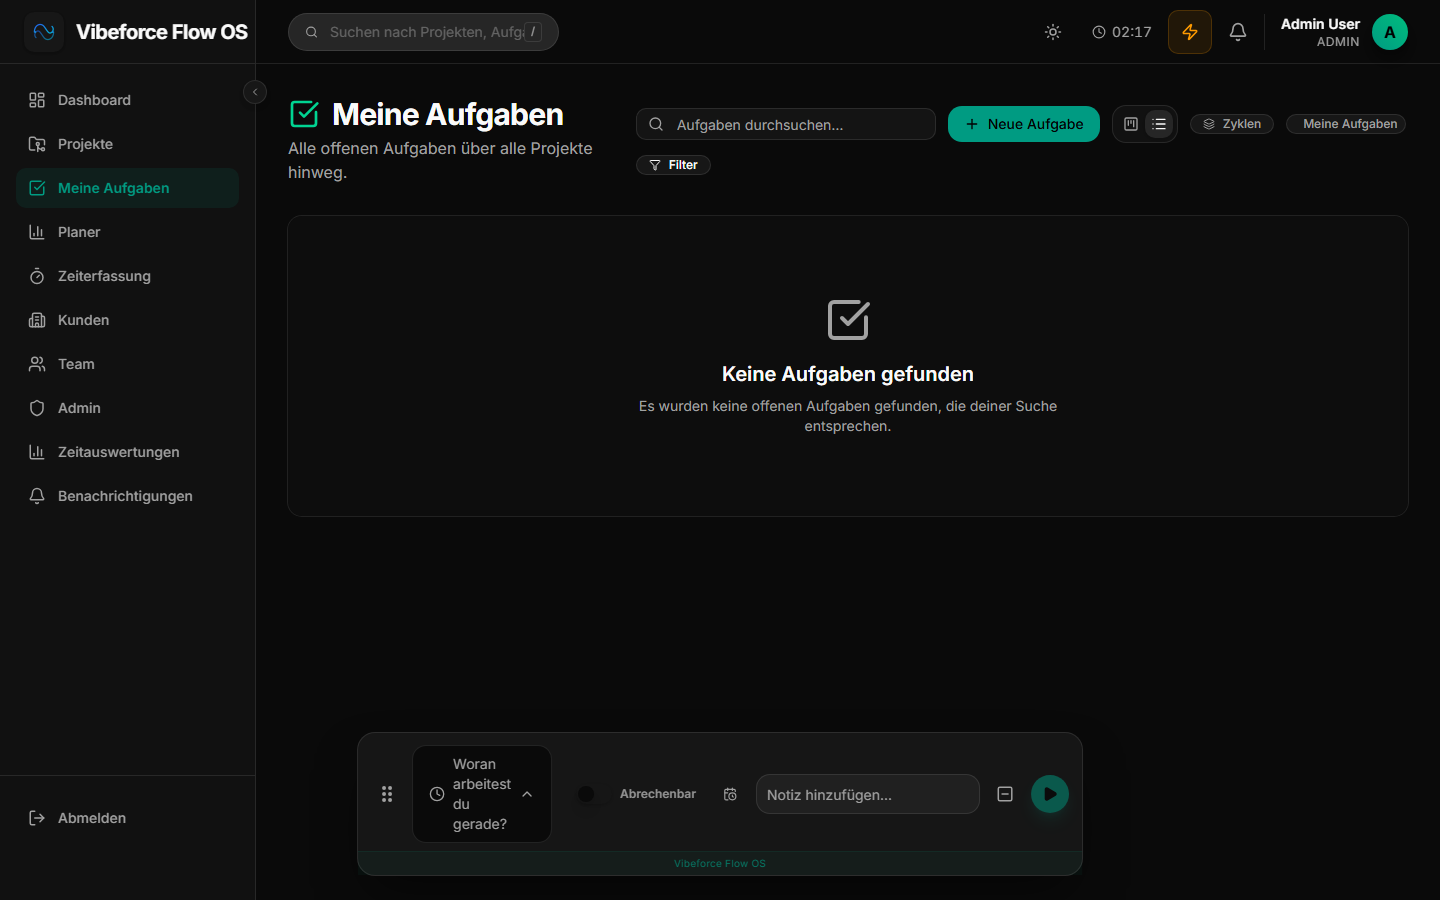 Vibeforce Flow OS
Suchen nach Projekten, Aufga
/
02:17
Admin User
ADMIN
A
Dashboard
Projekte
Meine Aufgaben
Planer
Zeiterfassung
Kunden
Team
Admin
Zeitauswertungen
Benachrichtigungen
Abmelden
Meine Aufgaben
Alle offenen Aufgaben über alle Projekte
hinweg.
Aufgaben durchsuchen...
Neue Aufgabe
Zyklen
Meine Aufgaben
Filter
Keine Aufgaben gefunden
Es wurden keine offenen Aufgaben gefunden, die deiner Suche
entsprechen.
Woran
arbeitest
du
gerade?
Abrechenbar
Notiz hinzufügen...
Vibeforce Flow OS